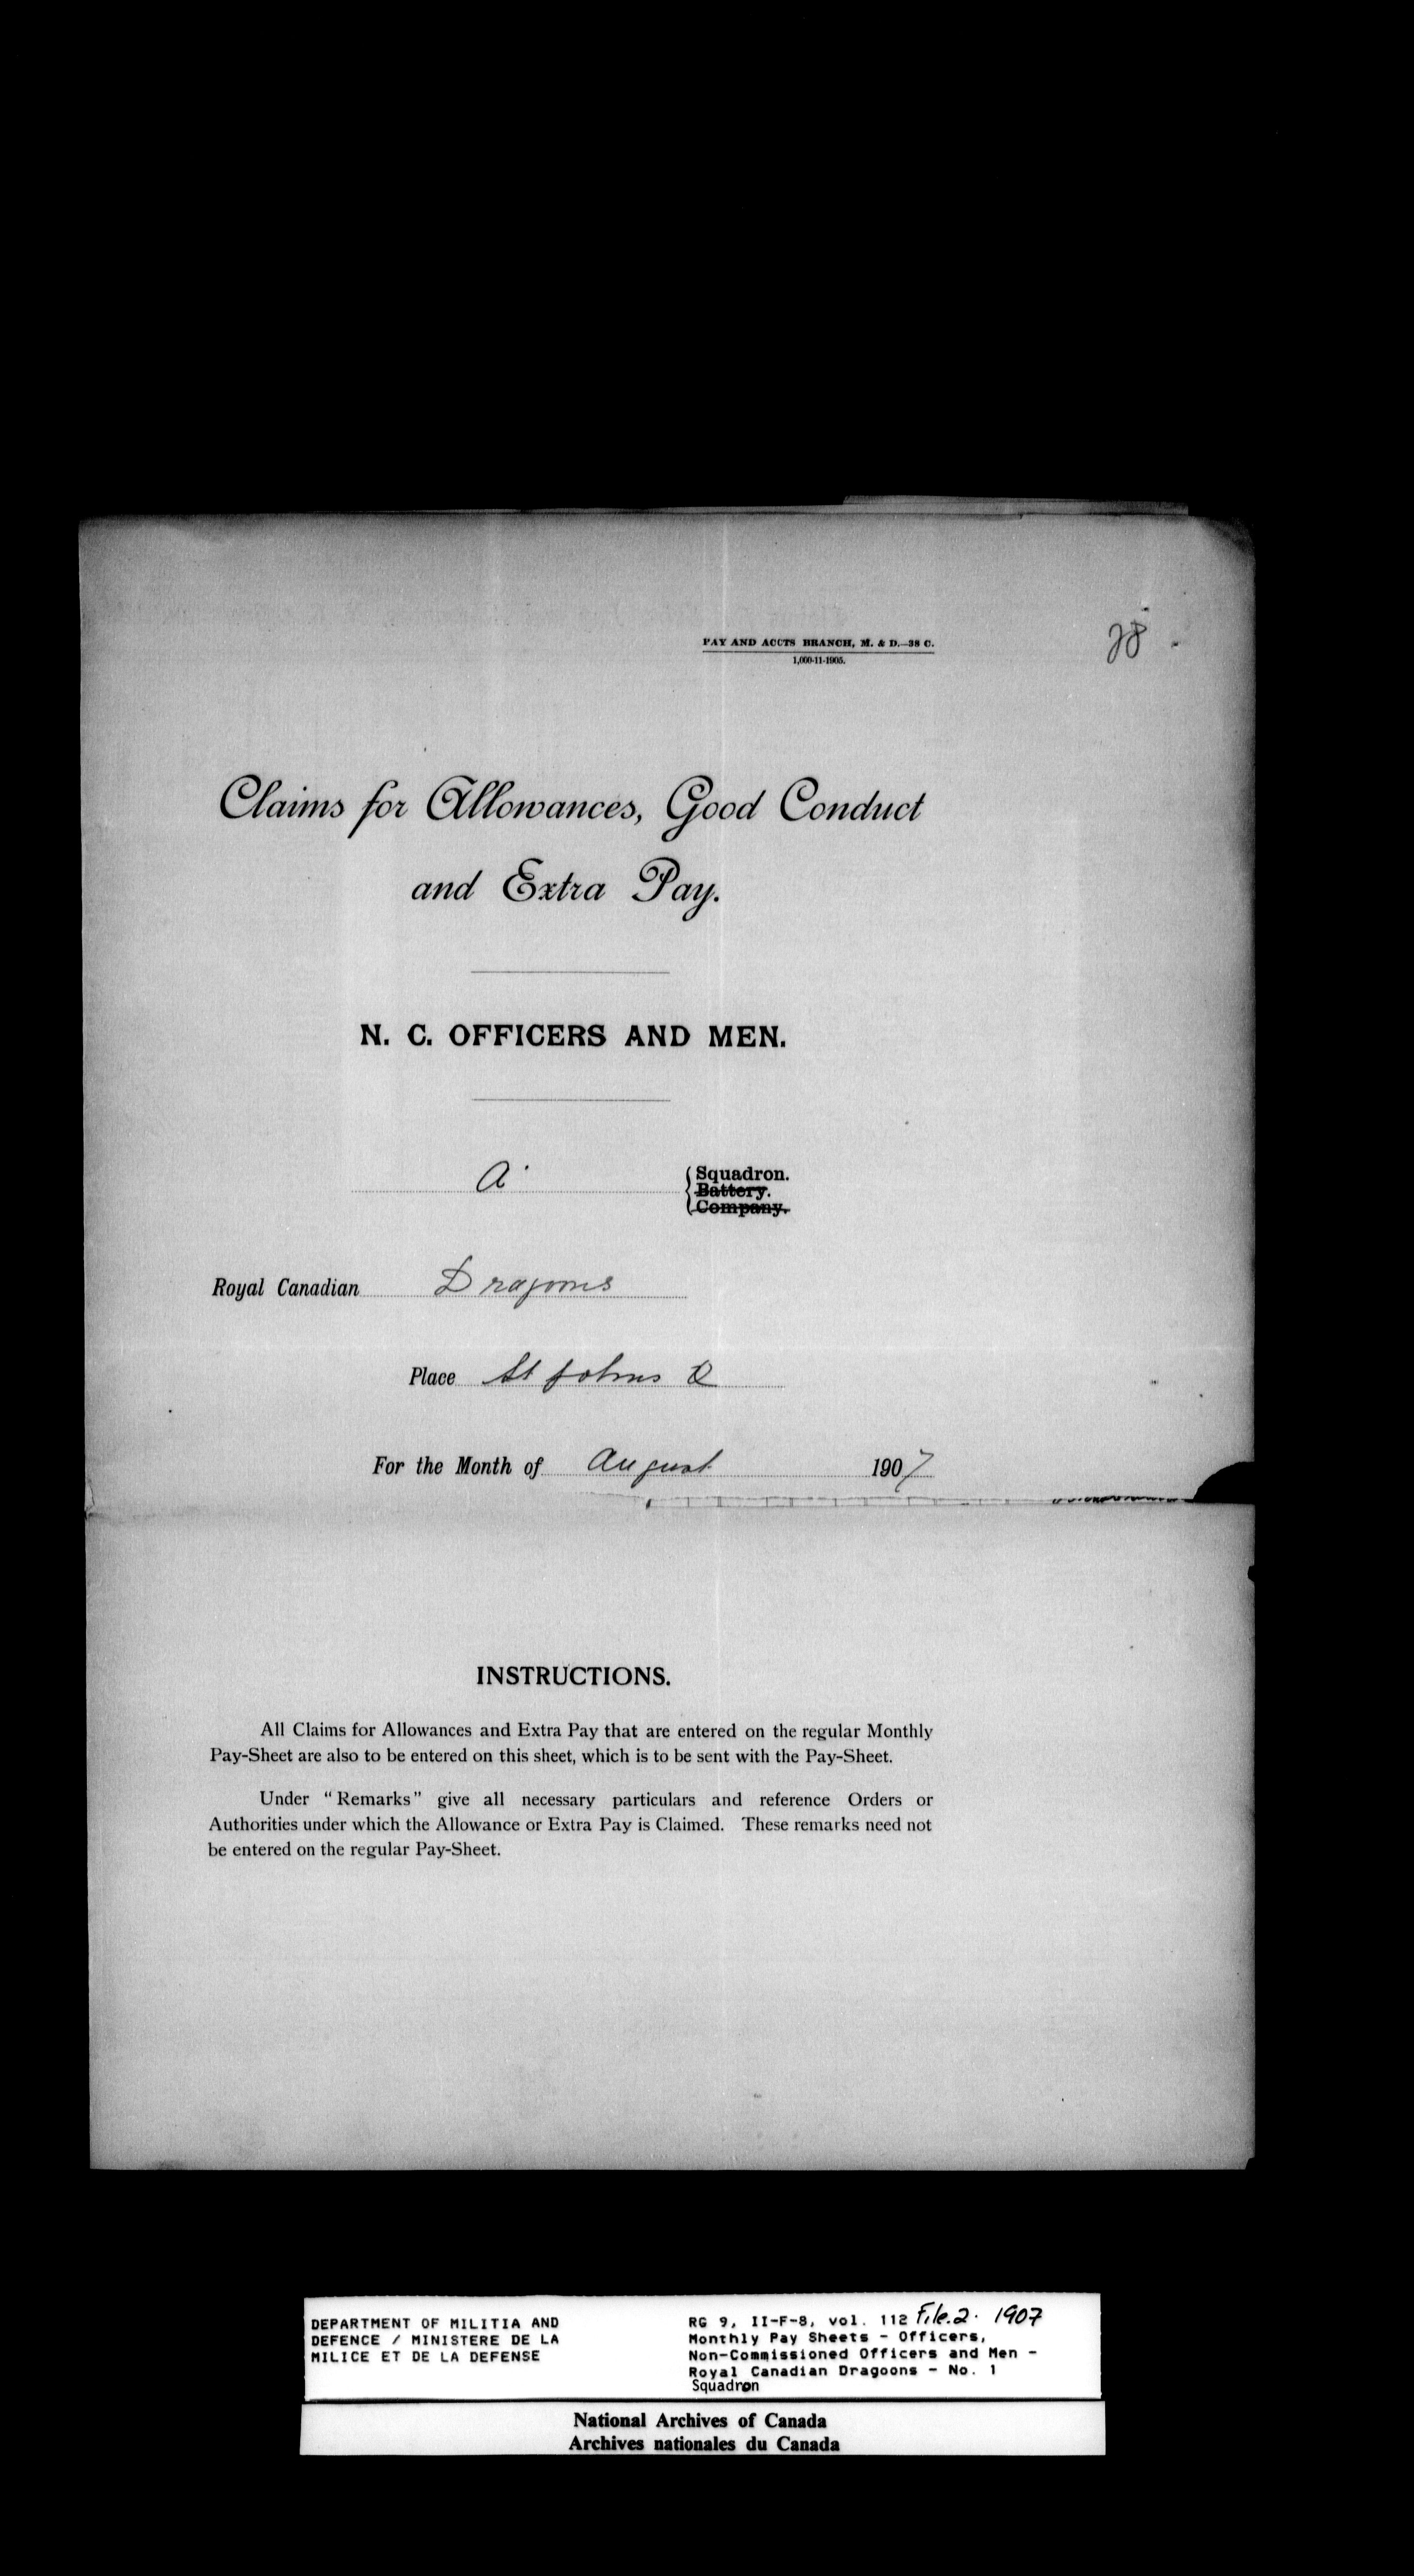 PAY AND ACCTS BRANCH, M. & D.—38 C.
1,000-11-1905.
28
Claims for Allowances, Good Conduct
and Extra Pay.
N. C. OFFICERS AND MEN.
A
Squadron.
Battery.
Company.
Royal Canadian Dragoons
Place St Johns Q
For the Month of August 1907
INSTRUCTIONS.
All Claims for Allowances and Extra Pay that are entered on the regular Monthly
Pay-Sheet are also to be entered on this sheet, which is to be sent with the Pay-Sheet.
Under "Remarks" give all necessary particulars and reference Orders or
Authorities under which the Allowance or Extra Pay is Claimed. These remarks need not
be entered on the regular Pay-Sheet.
DEPARTMENT OF MILITIA AND
DEFENCE / MINISTERE DE LA
MILICE ET DE LA DEFENSE
RG 9, II-F-8, vol. 112 File.2. 1907
Monthly Pay Sheets - Officers,
Non-Commissioned Officers and Men -
Royal Canadian Dragoons - No. 1
Squadron
National Archives of Canada
Archives nationales du Canada